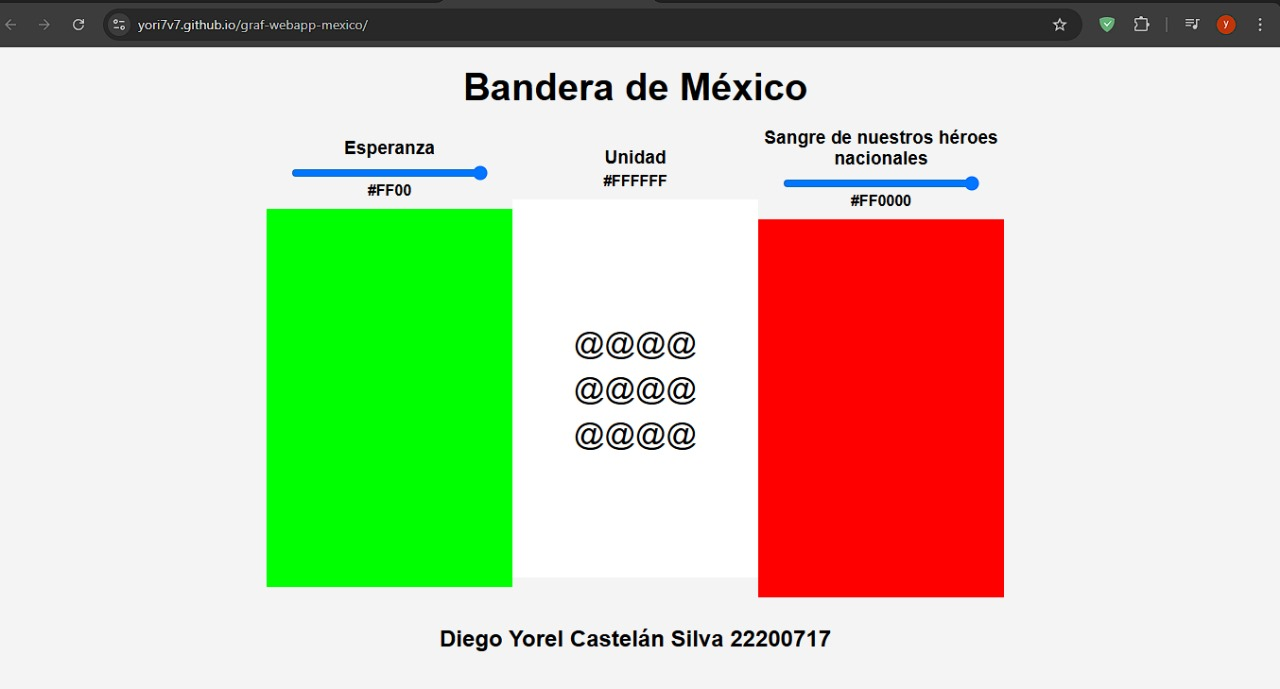 yori7v7.github.io/graf-webapp-mexico/
y
Bandera de México
Esperanza
#FF00
Unidad
#FFFFFF
Sangre de nuestros héroes
nacionales
#FF0000
@@@@
@@@@
@@@@
Diego Yorel Castelán Silva 22200717